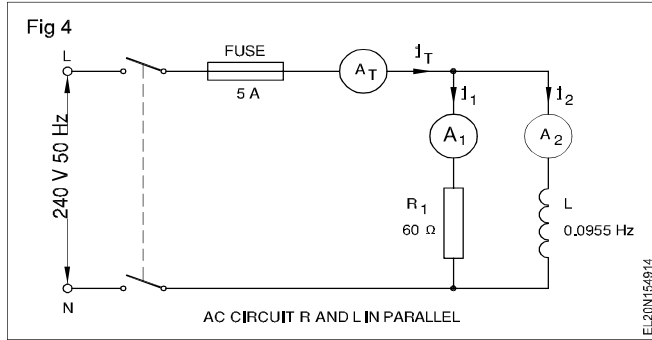 Fig 4
L
FUSE
5 A
A T
I T
I 1
I 2
A 1
A 2
240 V 50 Hz
R 1
60 Ω
L
0.0955 Hz
N
AC CIRCUIT R AND L IN PARALLEL
EL20N154914